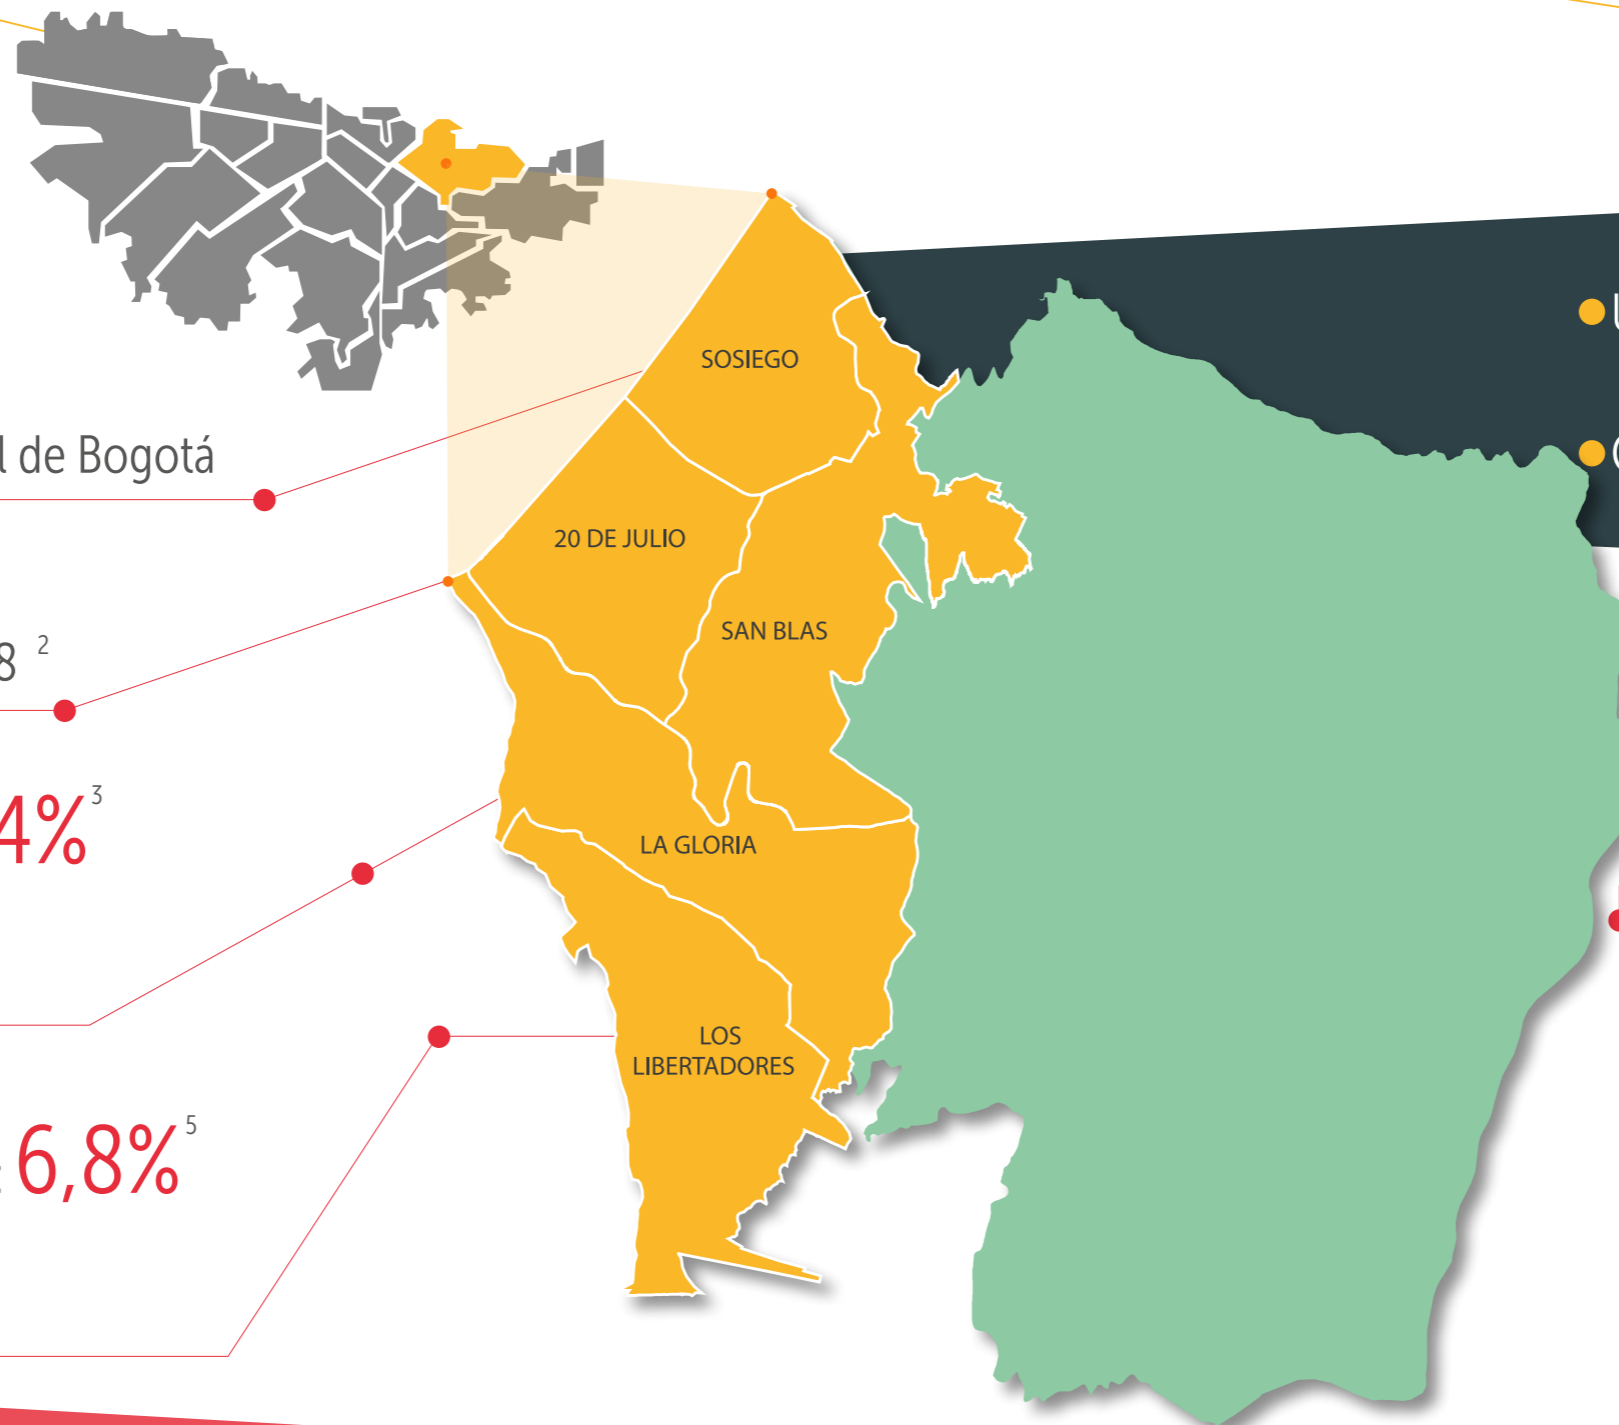 l de Bogotá
8 2
4% 3
6,8% 5
SOSIEGO
20 DE JULIO
SAN BLAS
LA GLORIA
LOS
LIBERTADORES